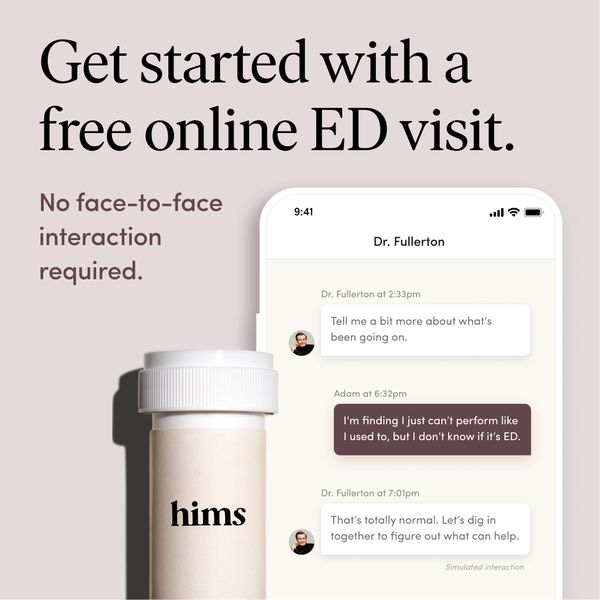 Get started with a
free online ED visit.
No face-to-face
interaction
required.
9:41
Dr. Fullerton
Dr. Fullerton at 2:33pm
Tell me a bit more about what's
been going on.
Adam at 6:32pm
I'm finding I just can't perform like
I used to, but I don't know if it's ED.
Dr. Fullerton at 7:01pm
That's totally normal. Let's dig in
together to figure out what can help.
Simulated interaction
hims